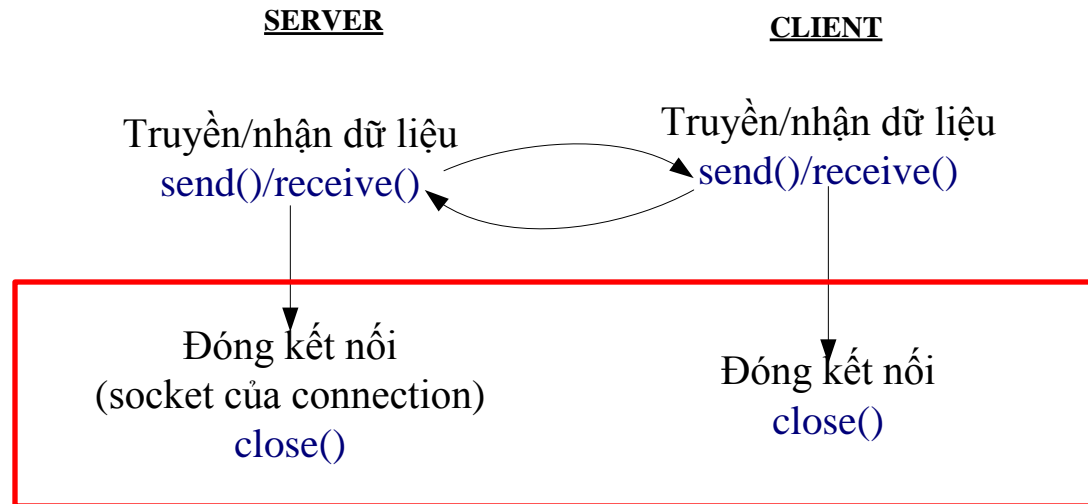 SERVER
CLIENT
Truyền/nhận dữ liệu
send()/receive()
Truyền/nhận dữ liệu
send()/receive()
Đóng kết nối
(socket của connection)
close()
Đóng kết nối
close()